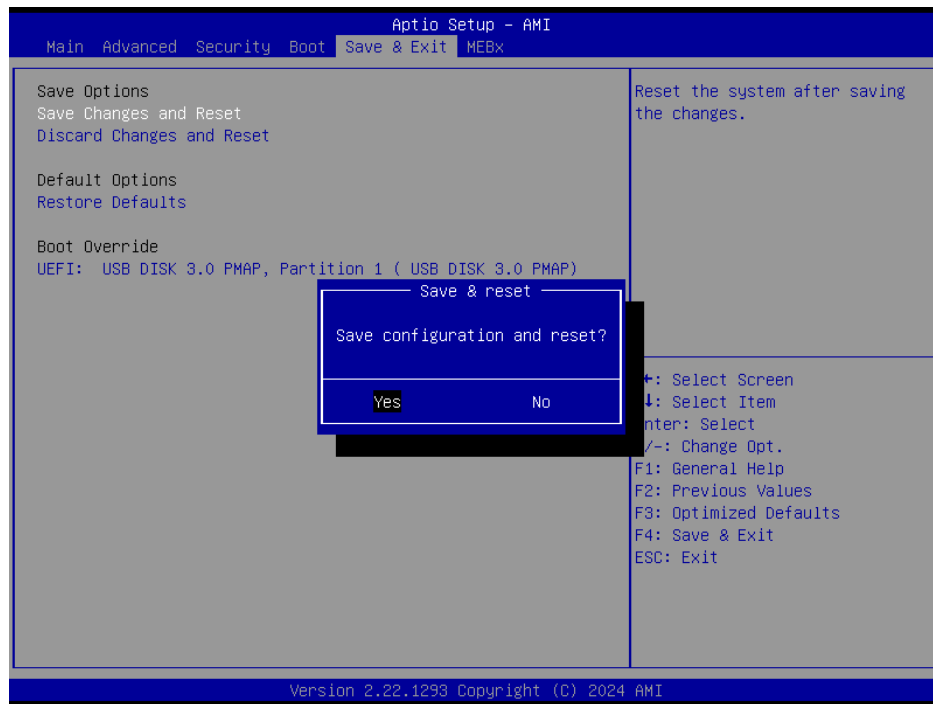 Aptio Setup – AMI
Main Advanced Security Boot Save & Exit MEBx
Save Options
Save Changes and Reset
Discard Changes and Reset
Default Options
Restore Defaults
Boot Override
UEFI: USB DISK 3.0 PMAP, Partition 1 ( USB DISK 3.0 PMAP)
Save & reset
Save configuration and reset?
Yes No
Reset the system after saving
the changes.
←: Select Screen
↓: Select Item
nter: Select
/-: Change Opt.
F1: General Help
F2: Previous Values
F3: Optimized Defaults
F4: Save & Exit
ESC: Exit
Version 2.22.1293 Copyright (C) 2024 AMI